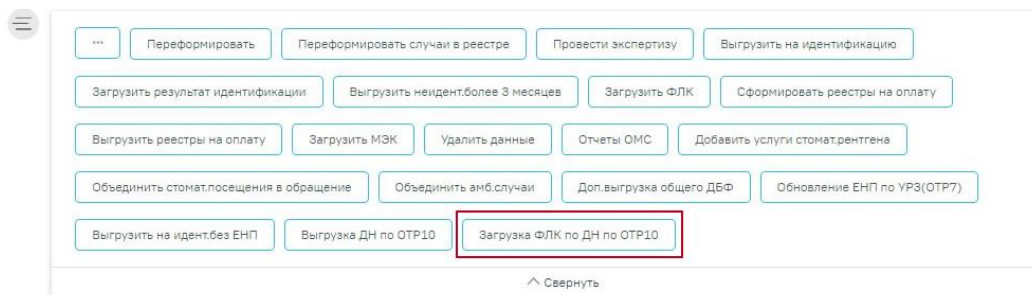 ... Переформировать Переформировать случаи в реестре Провести экспертизу Выгрузить на идентификацию
Загрузить результат идентификации Выгрузить неидент.более 3 месяцев Загрузить ФЛК Сформировать реестры на оплату
Выгрузить реестры на оплату Загрузить МЭК Удалить данные Отчеты ОМС Добавить услуги стомат.рентгена
Объединить стомат.посещения в обращение Объединить амб.случаи Доп.выгрузка общего ДБФ Обновление ЕНП по УРЗ(ОТР7)
Выгрузить на идент.без ЕНП Выгрузка ДН по ОТР10 Загрузка ФЛК по ДН по ОТР10
Свернуть